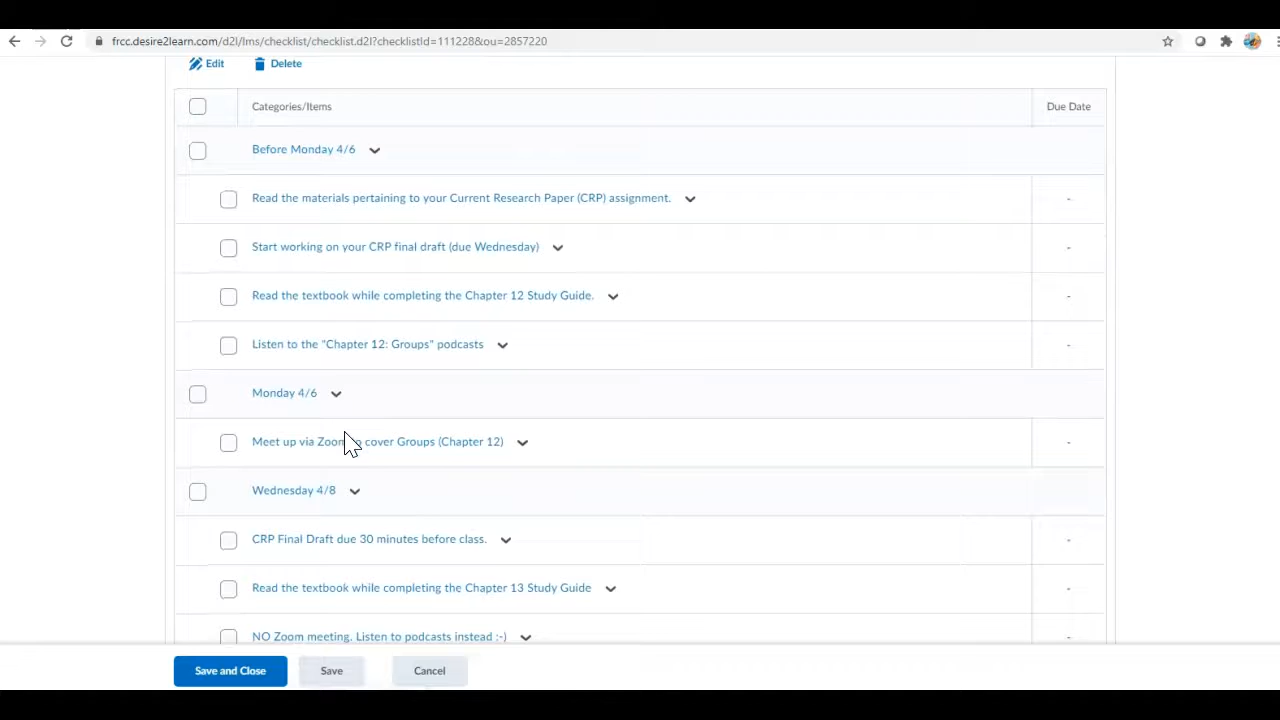 frcc.desire2learn.com/d2l/lms/checklist/checklist.d2l?checklistId=111228&ou=2857220
Edit Delete
Categories/Items Due Date
Before Monday 4/6
Read the materials pertaining to your Current Research Paper (CRP) assignment. -
Start working on your CRP final draft (due Wednesday) -
Read the textbook while completing the Chapter 12 Study Guide. -
Listen to the "Chapter 12: Groups" podcasts -
Monday 4/6
Meet up via Zoom to cover Groups (Chapter 12) -
Wednesday 4/8
CRP Final Draft due 30 minutes before class. -
Read the textbook while completing the Chapter 13 Study Guide -
NO Zoom meeting. Listen to podcasts instead :-) -
Save and Close Save Cancel